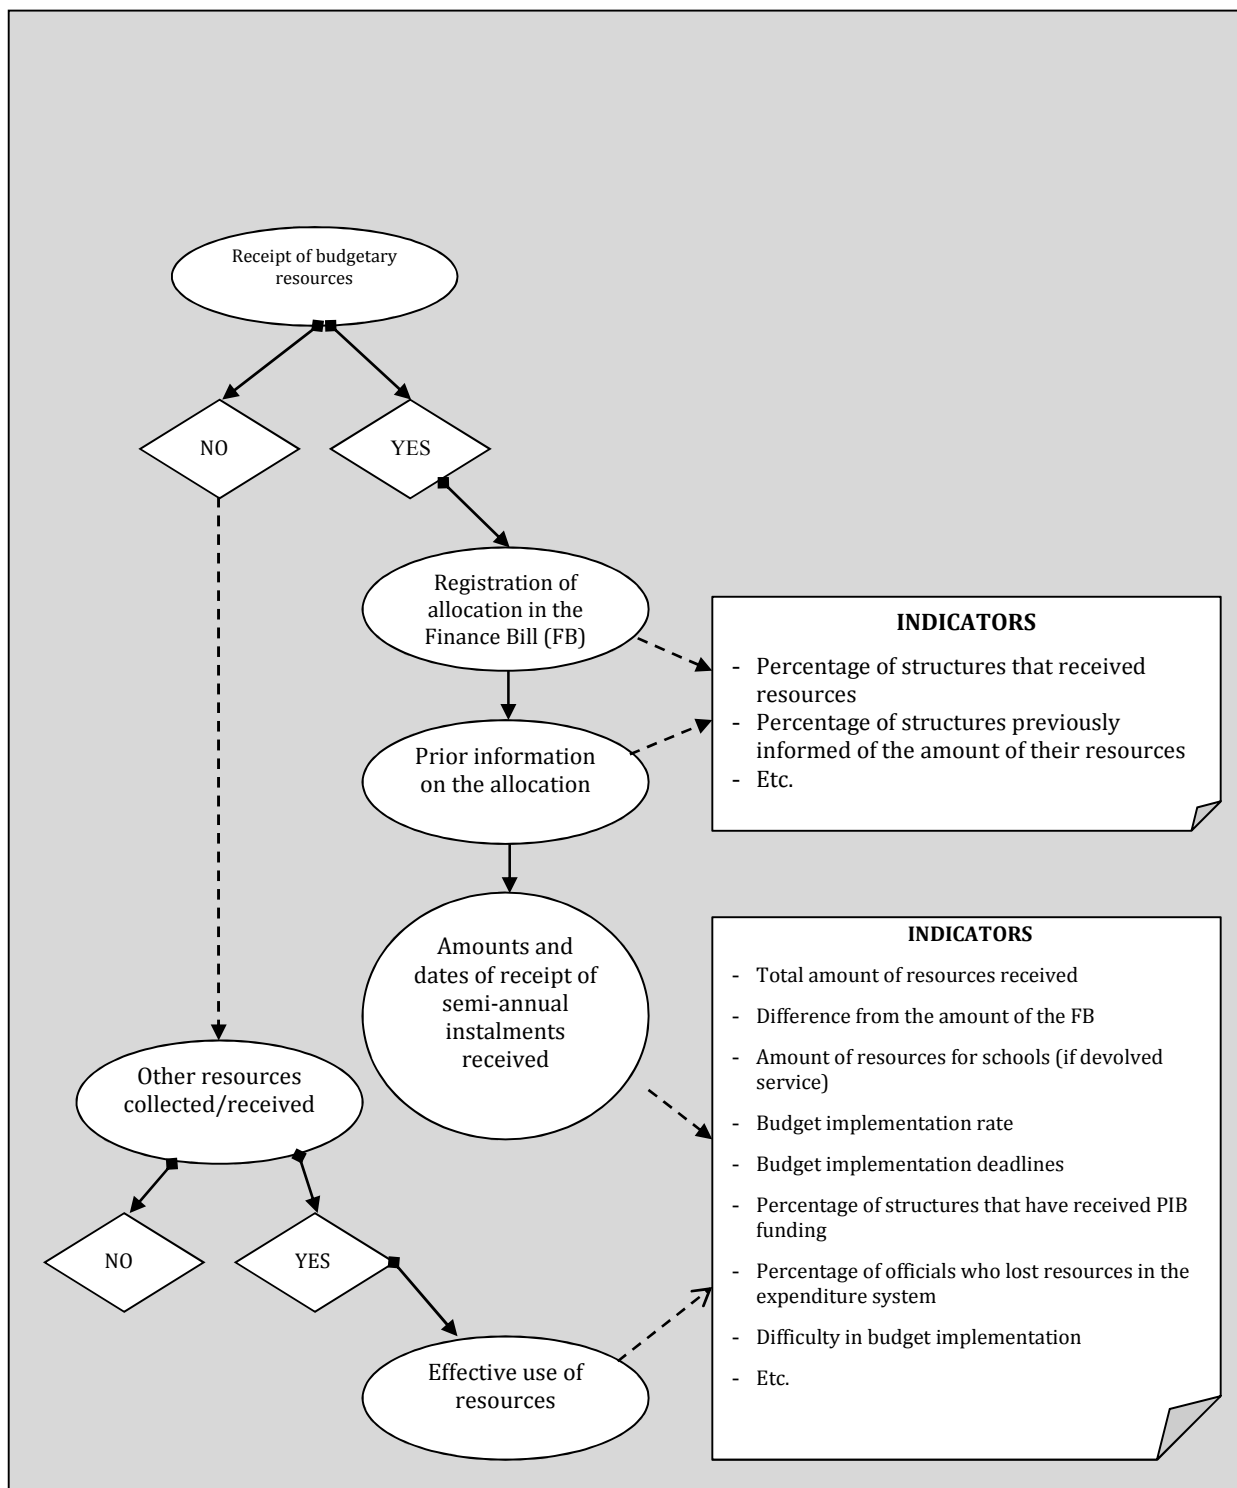 Receipt of budgetary
resources
NO
YES
Registration of
allocation in the
Finance Bill (FB)
INDICATORS
- Percentage of structures that received
resources
- Percentage of structures previously
informed of the amount of their resources
- Etc.
Prior information
on the allocation
Amounts and
dates of receipt of
semi-annual
instalments
received
INDICATORS
- Total amount of resources received
- Difference from the amount of the FB
- Amount of resources for schools (if devolved
service)
- Budget implementation rate
- Budget implementation deadlines
- Percentage of structures that have received PIB
funding
- Percentage of officials who lost resources in the
expenditure system
- Difficulty in budget implementation
- Etc.
Other resources
collected/received
NO
YES
Effective use of
resources